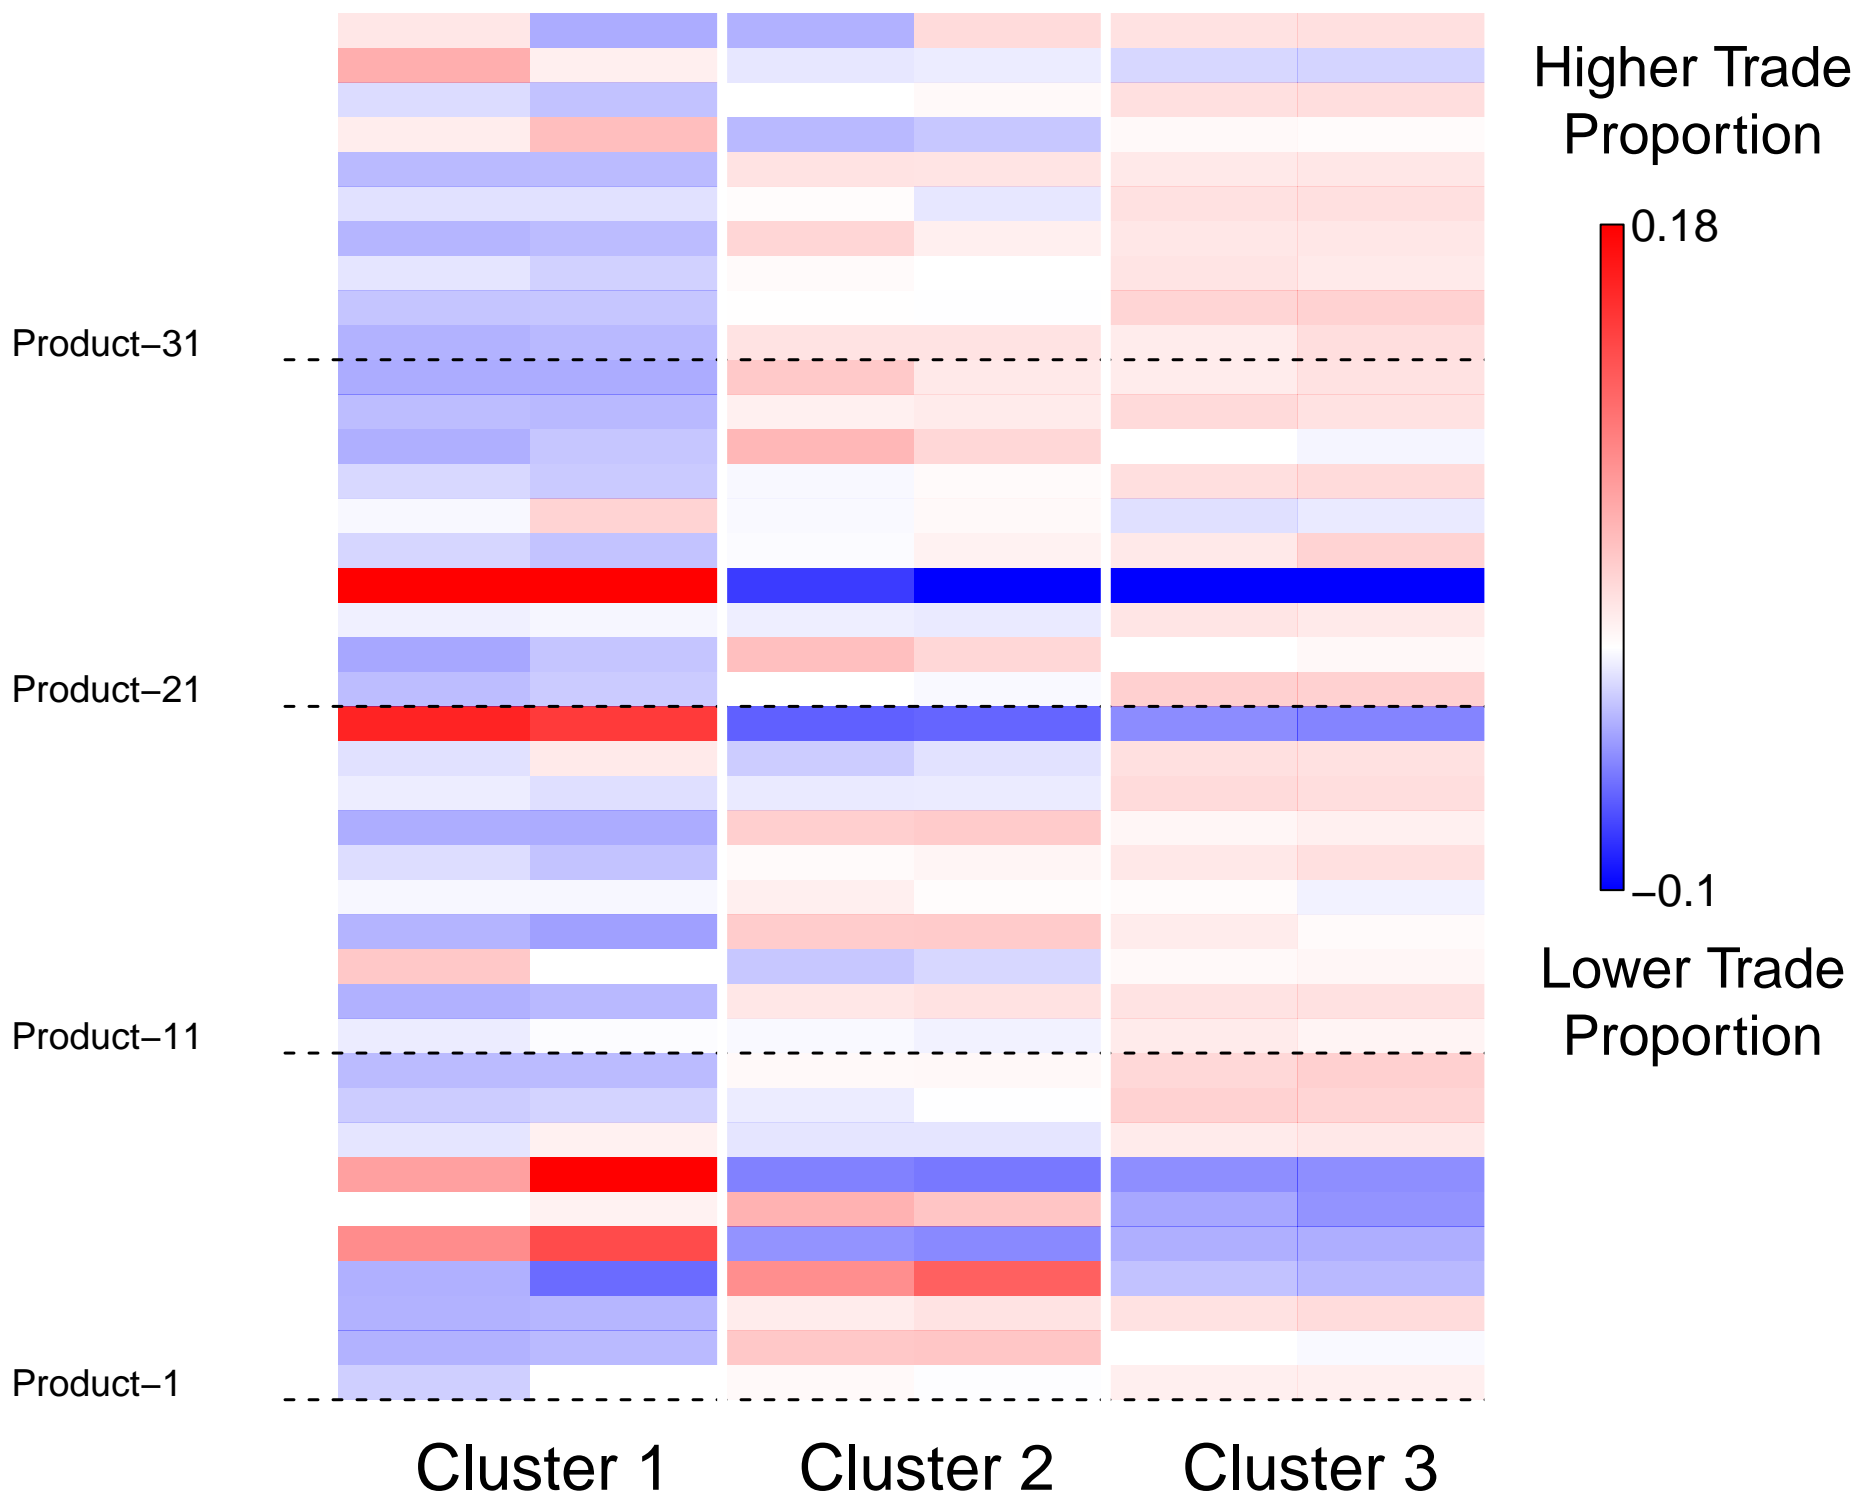 Higher Trade
Proportion
0.18
Product–31
Product–21
–0.1
Lower Trade
Proportion
Product–11
Product–1
Cluster 1
Cluster 2
Cluster 3